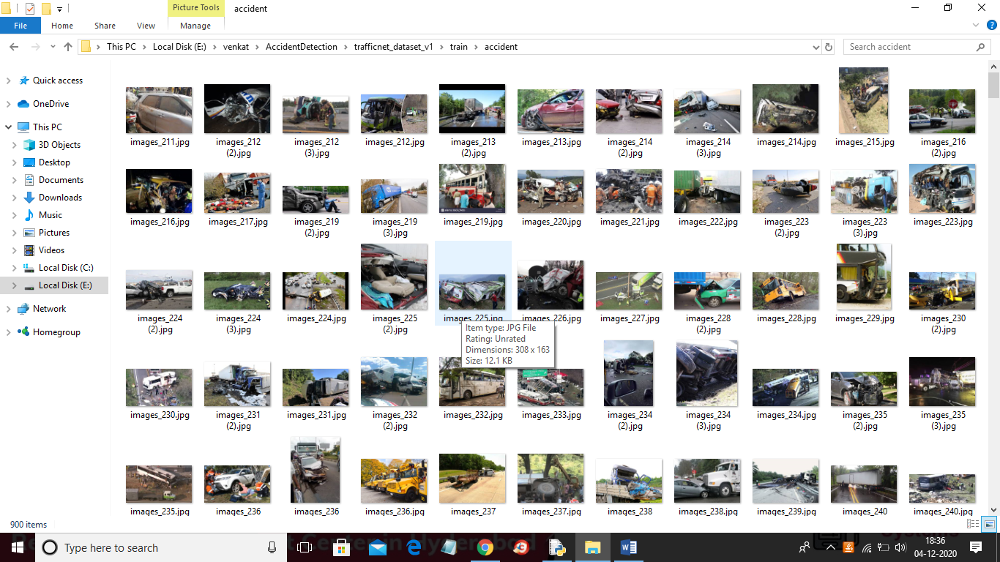 Picture Tools
accident
File
Home
Share
View
Manage
This PC
Local Disk (E:)
venkat
AccidentDetection
trafficnet_dataset_v1
train
accident
Search accident
Quick access
OneDrive
This PC
3D Objects
Desktop
Documents
Downloads
Music
Pictures
Videos
Local Disk (C:)
Local Disk (E:)
Network
Homegroup
images_211.jpg
images_212 (2).jpg
images_212 (3).jpg
images_212.jpg
images_213 (2).jpg
images_213.jpg
images_214 (2).jpg
images_214 (3).jpg
images_214.jpg
images_215.jpg
images_216 (2).jpg
images_216.jpg
images_217.jpg
images_219 (2).jpg
images_219 (3).jpg
images_219.jpg
images_220.jpg
images_221.jpg
images_222.jpg
images_223 (2).jpg
images_223 (3).jpg
images_223.jpg
images_224 (2).jpg
images_224 (3).jpg
images_224.jpg
images_225 (2).jpg
images_225.jpg
images_226.jpg
images_227.jpg
images_228 (2).jpg
images_228.jpg
images_229.jpg
images_230 (2).jpg
Item type: JPG File
Rating: Unrated
Dimensions: 308 x 163
Size: 12.1 KB
images_230.jpg
images_231 (2).jpg
images_231.jpg
images_232 (2).jpg
images_232.jpg
images_233.jpg
images_234 (2).jpg
images_234 (3).jpg
images_234.jpg
images_235 (2).jpg
images_235 (3).jpg
images_235.jpg
images_236
images_236
images_236.jpg
images_237
images_237.jpg
images_238
images_238.jpg
images_239.jpg
images_240
images_240.jpg
900 items
Type here to search
18:36
04-12-2020